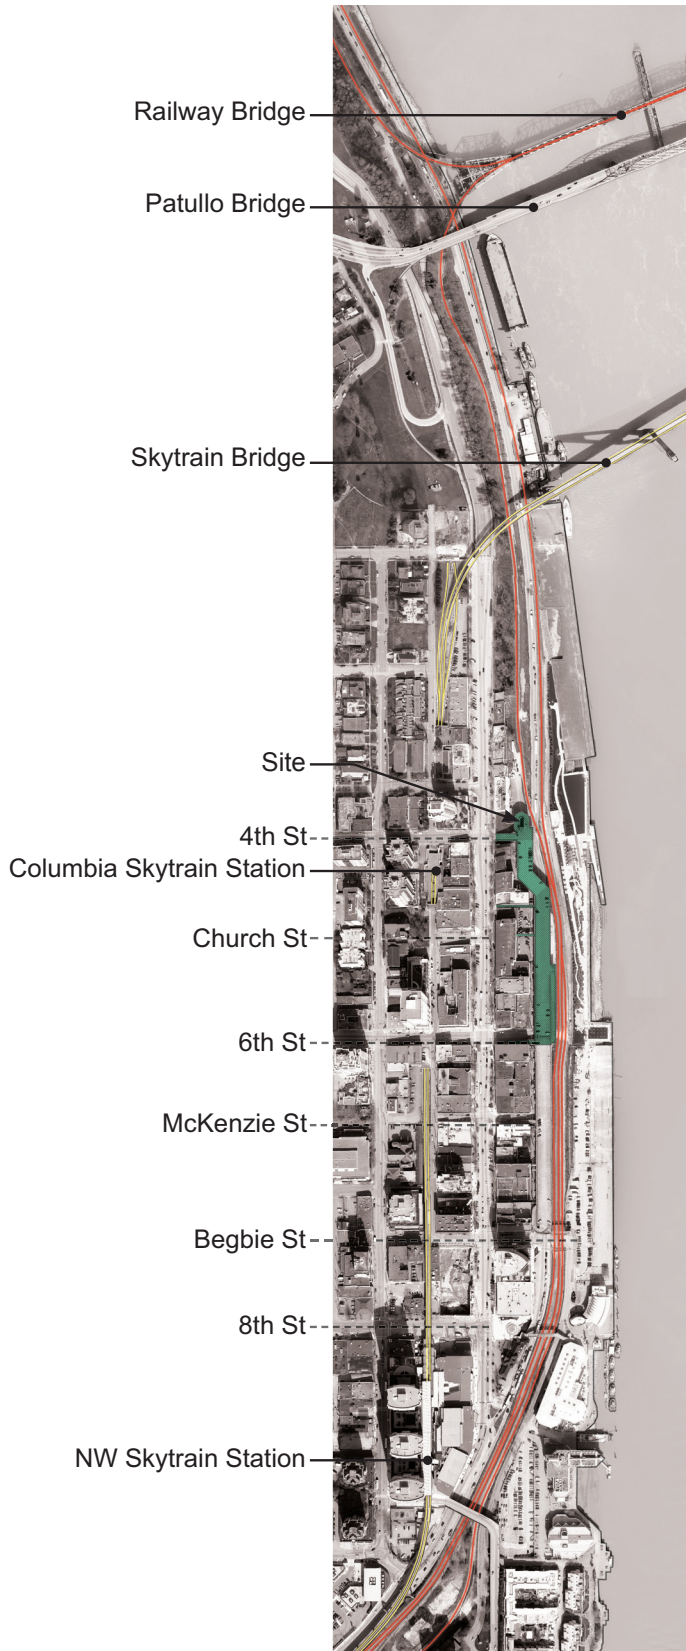 Railway Bridge
Patullo Bridge
Skytrain Bridge
Site
4th St
Columbia Skytrain Station
Church St
6th St
McKenzie St
Begbie St
8th St
NW Skytrain Station